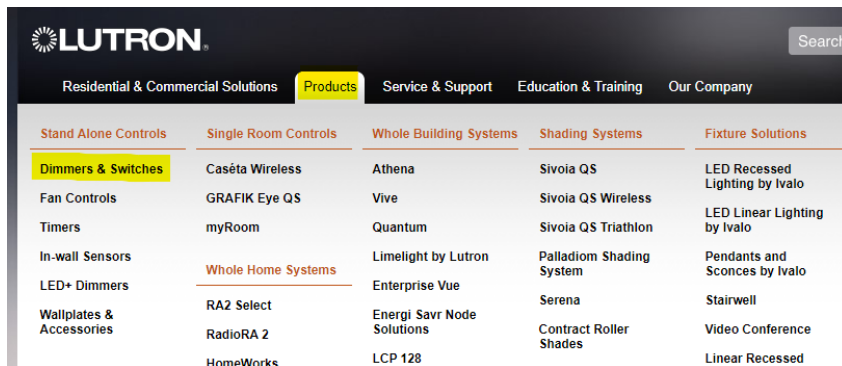 LUTRON.
Search
Residential & Commercial Solutions Products Service & Support Education & Training Our Company
Stand Alone Controls
Dimmers & Switches
Fan Controls
Timers
In-wall Sensors
LED+ Dimmers
Wallplates &
Accessories
Single Room Controls
Caséta Wireless
GRAFIK Eye QS
myRoom
Whole Home Systems
RA2 Select
RadioRA 2
HomeWorks
Whole Building Systems
Athena
Vive
Quantum
Limelight by Lutron
Enterprise Vue
Energi Savr Node
Solutions
LCP 128
Shading Systems
Sivoia QS
Sivoia QS Wireless
Sivoia QS Triathlon
Palladiom Shading
System
Serena
Contract Roller
Shades
Fixture Solutions
LED Recessed
Lighting by Ivalo
LED Linear Lighting
by Ivalo
Pendants and
Sconces by Ivalo
Stairwell
Video Conference
Linear Recessed